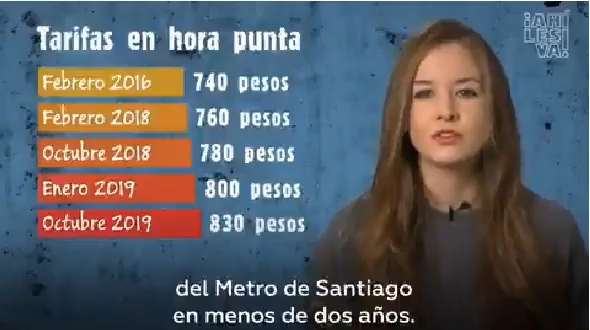 ¡AHÍ
LES
VA!
Tarifas en hora punta
Febrero 2016 740 pesos
Febrero 2018 760 pesos
Octubre 2018 780 pesos
Enero 2019 800 pesos
Octubre 2019 830 pesos
del Metro de Santiago
en menos de dos años.